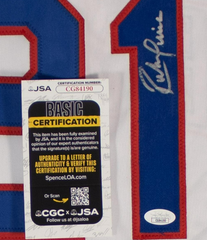 JSA
CERTIFICATION NUMBER:
CG84190
BASIC
CERTIFICATION
This item has been fully examined
by JSA, and it is the considered
opinion of our expert authenticators
that the signature(s) is/are genuine.
UPGRADE TO A LETTER OF
AUTHENTICITY & VERIFY THIS
CERTIFICATION BY VISITING:
SpenceLOA.com
Or Scan
CGC x JSA
JSA